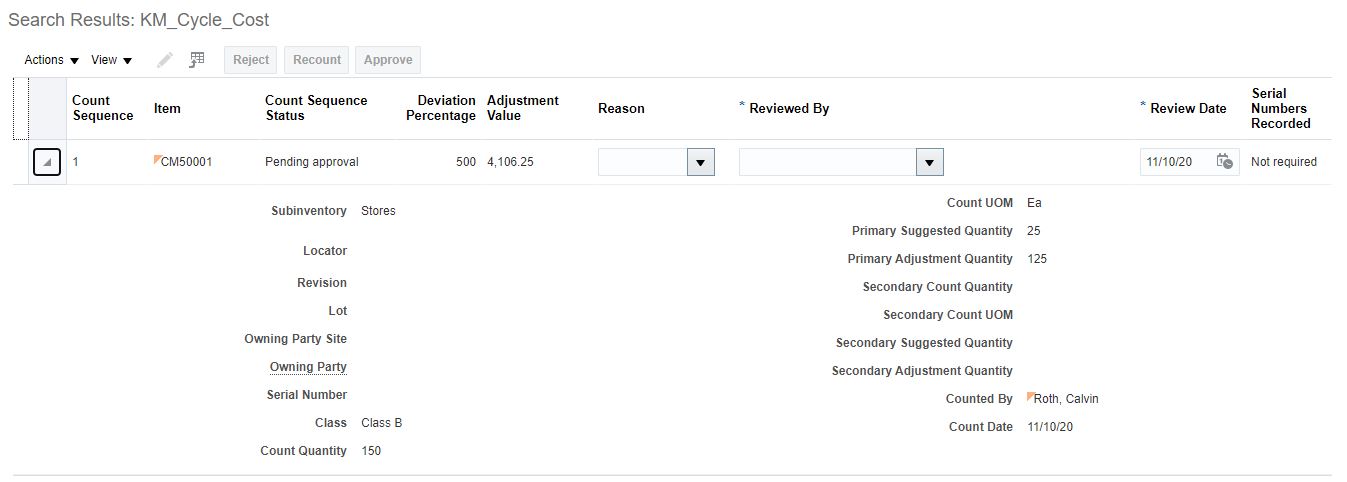 Search Results: KM_Cycle_Cost
Actions View Reject Recount Approve
Count Sequence Item Count Sequence Status Deviation Percentage Adjustment Value Reason * Reviewed By * Review Date Serial Numbers Recorded
1 CM50001 Pending approval 500 4,106.25 11/10/20 Not required
Subinventory Stores
Locator
Revision
Lot
Owning Party Site
Owning Party
Serial Number
Class Class B
Count Quantity 150
Count UOM Ea
Primary Suggested Quantity 25
Primary Adjustment Quantity 125
Secondary Count Quantity
Secondary Count UOM
Secondary Suggested Quantity
Secondary Adjustment Quantity
Counted By Roth, Calvin
Count Date 11/10/20